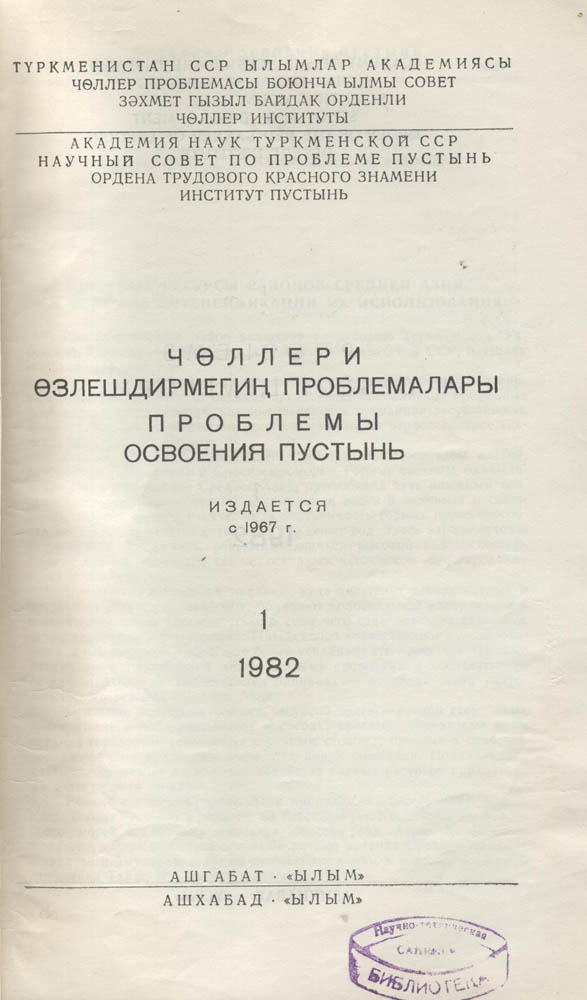 ТҮРКМЕНИСТАН ССР ЫЛЫМЛАР АКАДЕМИЯСЫ
ЧӨЛЛЕР ПРОБЛЕМАСЫ БОЮНЧА ЫЛМЫ СОВЕТ
ЗӘХМЕТ ГЫЗЫЛ БАЙДАК ОРДЕНЛИ
ЧӨЛЛЕР ИНСТИТУТЫ
АКАДЕМИЯ НАУК ТУРКМЕНСКОЙ ССР
НАУЧНЫЙ СОВЕТ ПО ПРОБЛЕМЕ ПУСТЫНЬ
ОРДЕНА ТРУДОВОГО КРАСНОГО ЗНАМЕНИ
ИНСТИТУТ ПУСТЫНЬ
ЧӨЛЛЕРИ
ӨЗЛЕШДИРМЕГИҢ ПРОБЛЕМАЛАРЫ
ПРОБЛЕМЫ
ОСВОЕНИЯ ПУСТЫНЬ
ИЗДАЕТСЯ
с 1967 г.
1
1982
АШГАБАТ · «ЫЛЫМ»
АШХАБАД · «ЫЛЫМ»
Научно-техническая
БИБЛИОТЕКА